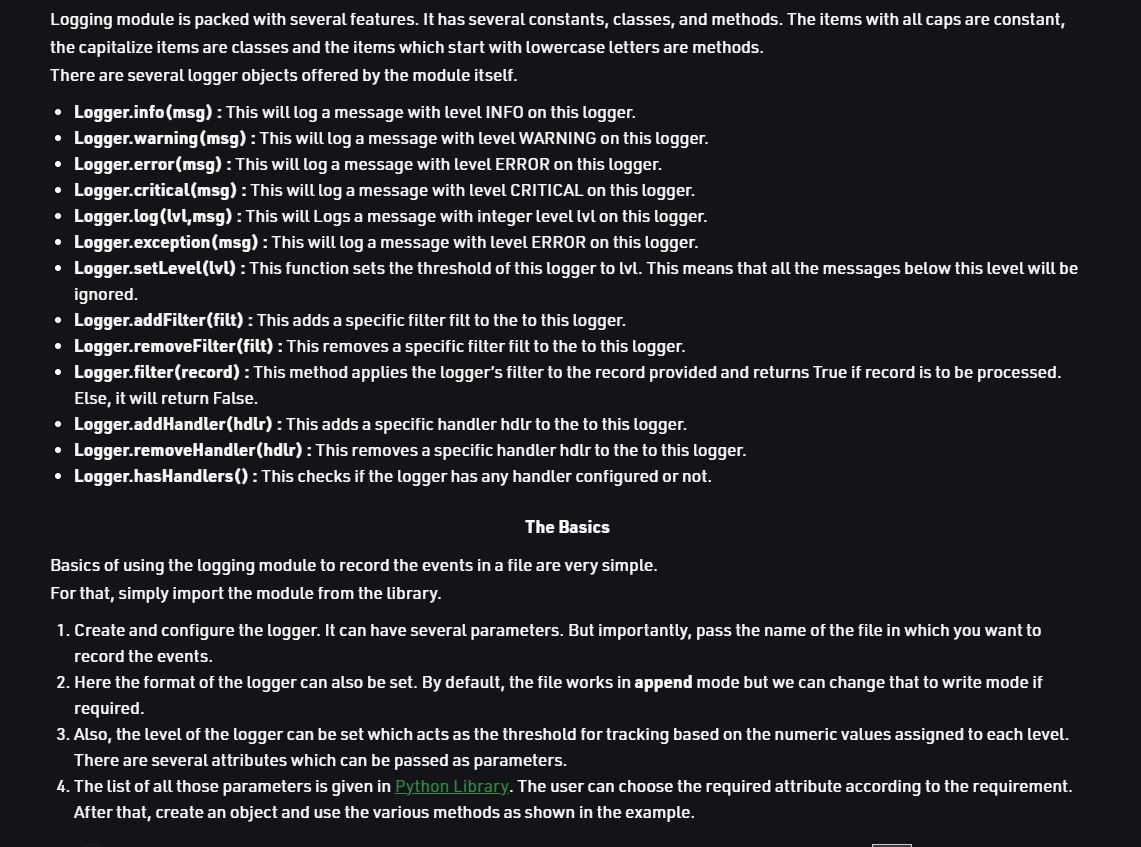 Logging module is packed with several features. It has several constants, classes, and methods. The items with all caps are constant,
the capitalize items are classes and the items which start with lowercase letters are methods.
There are several logger objects offered by the module itself.
• Logger.info(msg) : This will log a message with level INFO on this logger.
• Logger.warning(msg) : This will log a message with level WARNING on this logger.
• Logger.error(msg) : This will log a message with level ERROR on this logger.
• Logger.critical(msg) : This will log a message with level CRITICAL on this logger.
• Logger.log(lvl,msg) : This will Logs a message with integer level lvl on this logger.
• Logger.exception(msg) : This will log a message with level ERROR on this logger.
• Logger.setLevel(lvl) : This function sets the threshold of this logger to lvl. This means that all the messages below this level will be
ignored.
• Logger.addFilter(filt) : This adds a specific filter filt to the to this logger.
• Logger.removeFilter(filt) : This removes a specific filter filt to the to this logger.
• Logger.filter(record) : This method applies the logger’s filter to the record provided and returns True if record is to be processed.
Else, it will return False.
• Logger.addHandler(hdlr) : This adds a specific handler hdlr to the to this logger.
• Logger.removeHandler(hdlr) : This removes a specific handler hdlr to the to this logger.
• Logger.hasHandlers() : This checks if the logger has any handler configured or not.
The Basics
Basics of using the logging module to record the events in a file are very simple.
For that, simply import the module from the library.
1. Create and configure the logger. It can have several parameters. But importantly, pass the name of the file in which you want to
record the events.
2. Here the format of the logger can also be set. By default, the file works in append mode but we can change that to write mode if
required.
3. Also, the level of the logger can be set which acts as the threshold for tracking based on the numeric values assigned to each level.
There are several attributes which can be passed as parameters.
4. The list of all those parameters is given in Python Library. The user can choose the required attribute according to the requirement.
After that, create an object and use the various methods as shown in the example.